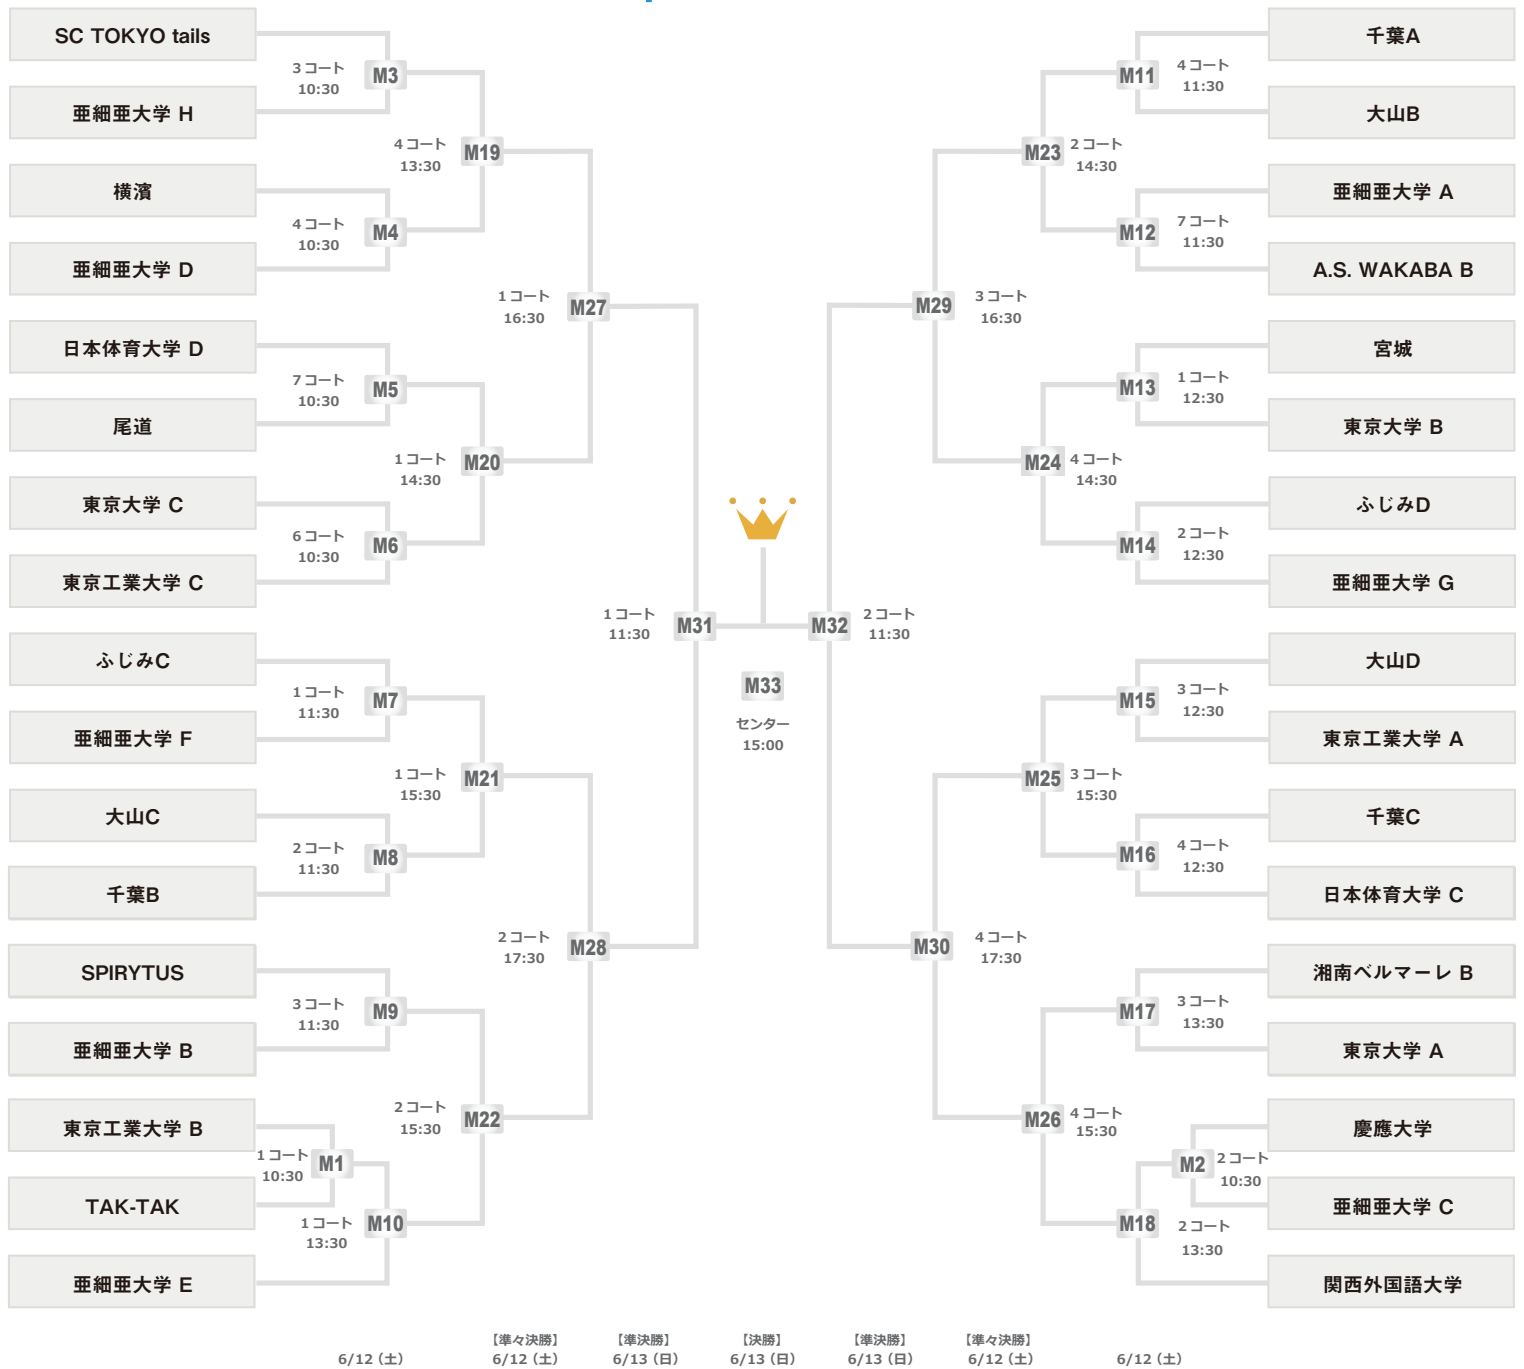 SC TOKYO tails
3コート
10:30
M3
亜細亜大学 H
4コート
13:30
M19
横濱
4コート
10:30
M4
亜細亜大学 D
1コート
16:30
M27
日本体育大学 D
7コート
10:30
M5
尾道
1コート
14:30
M20
東京大学 C
6コート
10:30
M6
東京工業大学 C
1コート
11:30
M31
ふじみC
1コート
11:30
M7
亜細亜大学 F
1コート
15:30
M21
大山C
2コート
11:30
M8
千葉B
2コート
17:30
M28
SPIRYTUS
3コート
11:30
M9
亜細亜大学 B
2コート
15:30
M22
東京工業大学 B
1コート
10:30
M1
TAK-TAK
1コート
13:30
M10
亜細亜大学 E
M33
センター
15:00
千葉A
M11
4コート
11:30
大山B
M23
2コート
14:30
亜細亜大学 A
M12
7コート
11:30
A.S. WAKABA B
M29
3コート
16:30
宮城
M13
1コート
12:30
東京大学 B
M24
4コート
14:30
ふじみD
M14
2コート
12:30
亜細亜大学 G
M32
2コート
11:30
大山D
M15
3コート
12:30
東京工業大学 A
M25
3コート
15:30
千葉C
M16
4コート
12:30
日本体育大学 C
M30
4コート
17:30
湘南ベルマーレ B
M17
3コート
13:30
東京大学 A
M26
4コート
15:30
慶應大学
M2
2コート
10:30
亜細亜大学 C
M18
2コート
13:30
関西外国語大学
【準々決勝】 【準決勝】 【決勝】 【準決勝】 【準々決勝】
6/12（土） 6/12（土） 6/13（日） 6/13（日） 6/13（日） 6/12（土） 6/12（土）